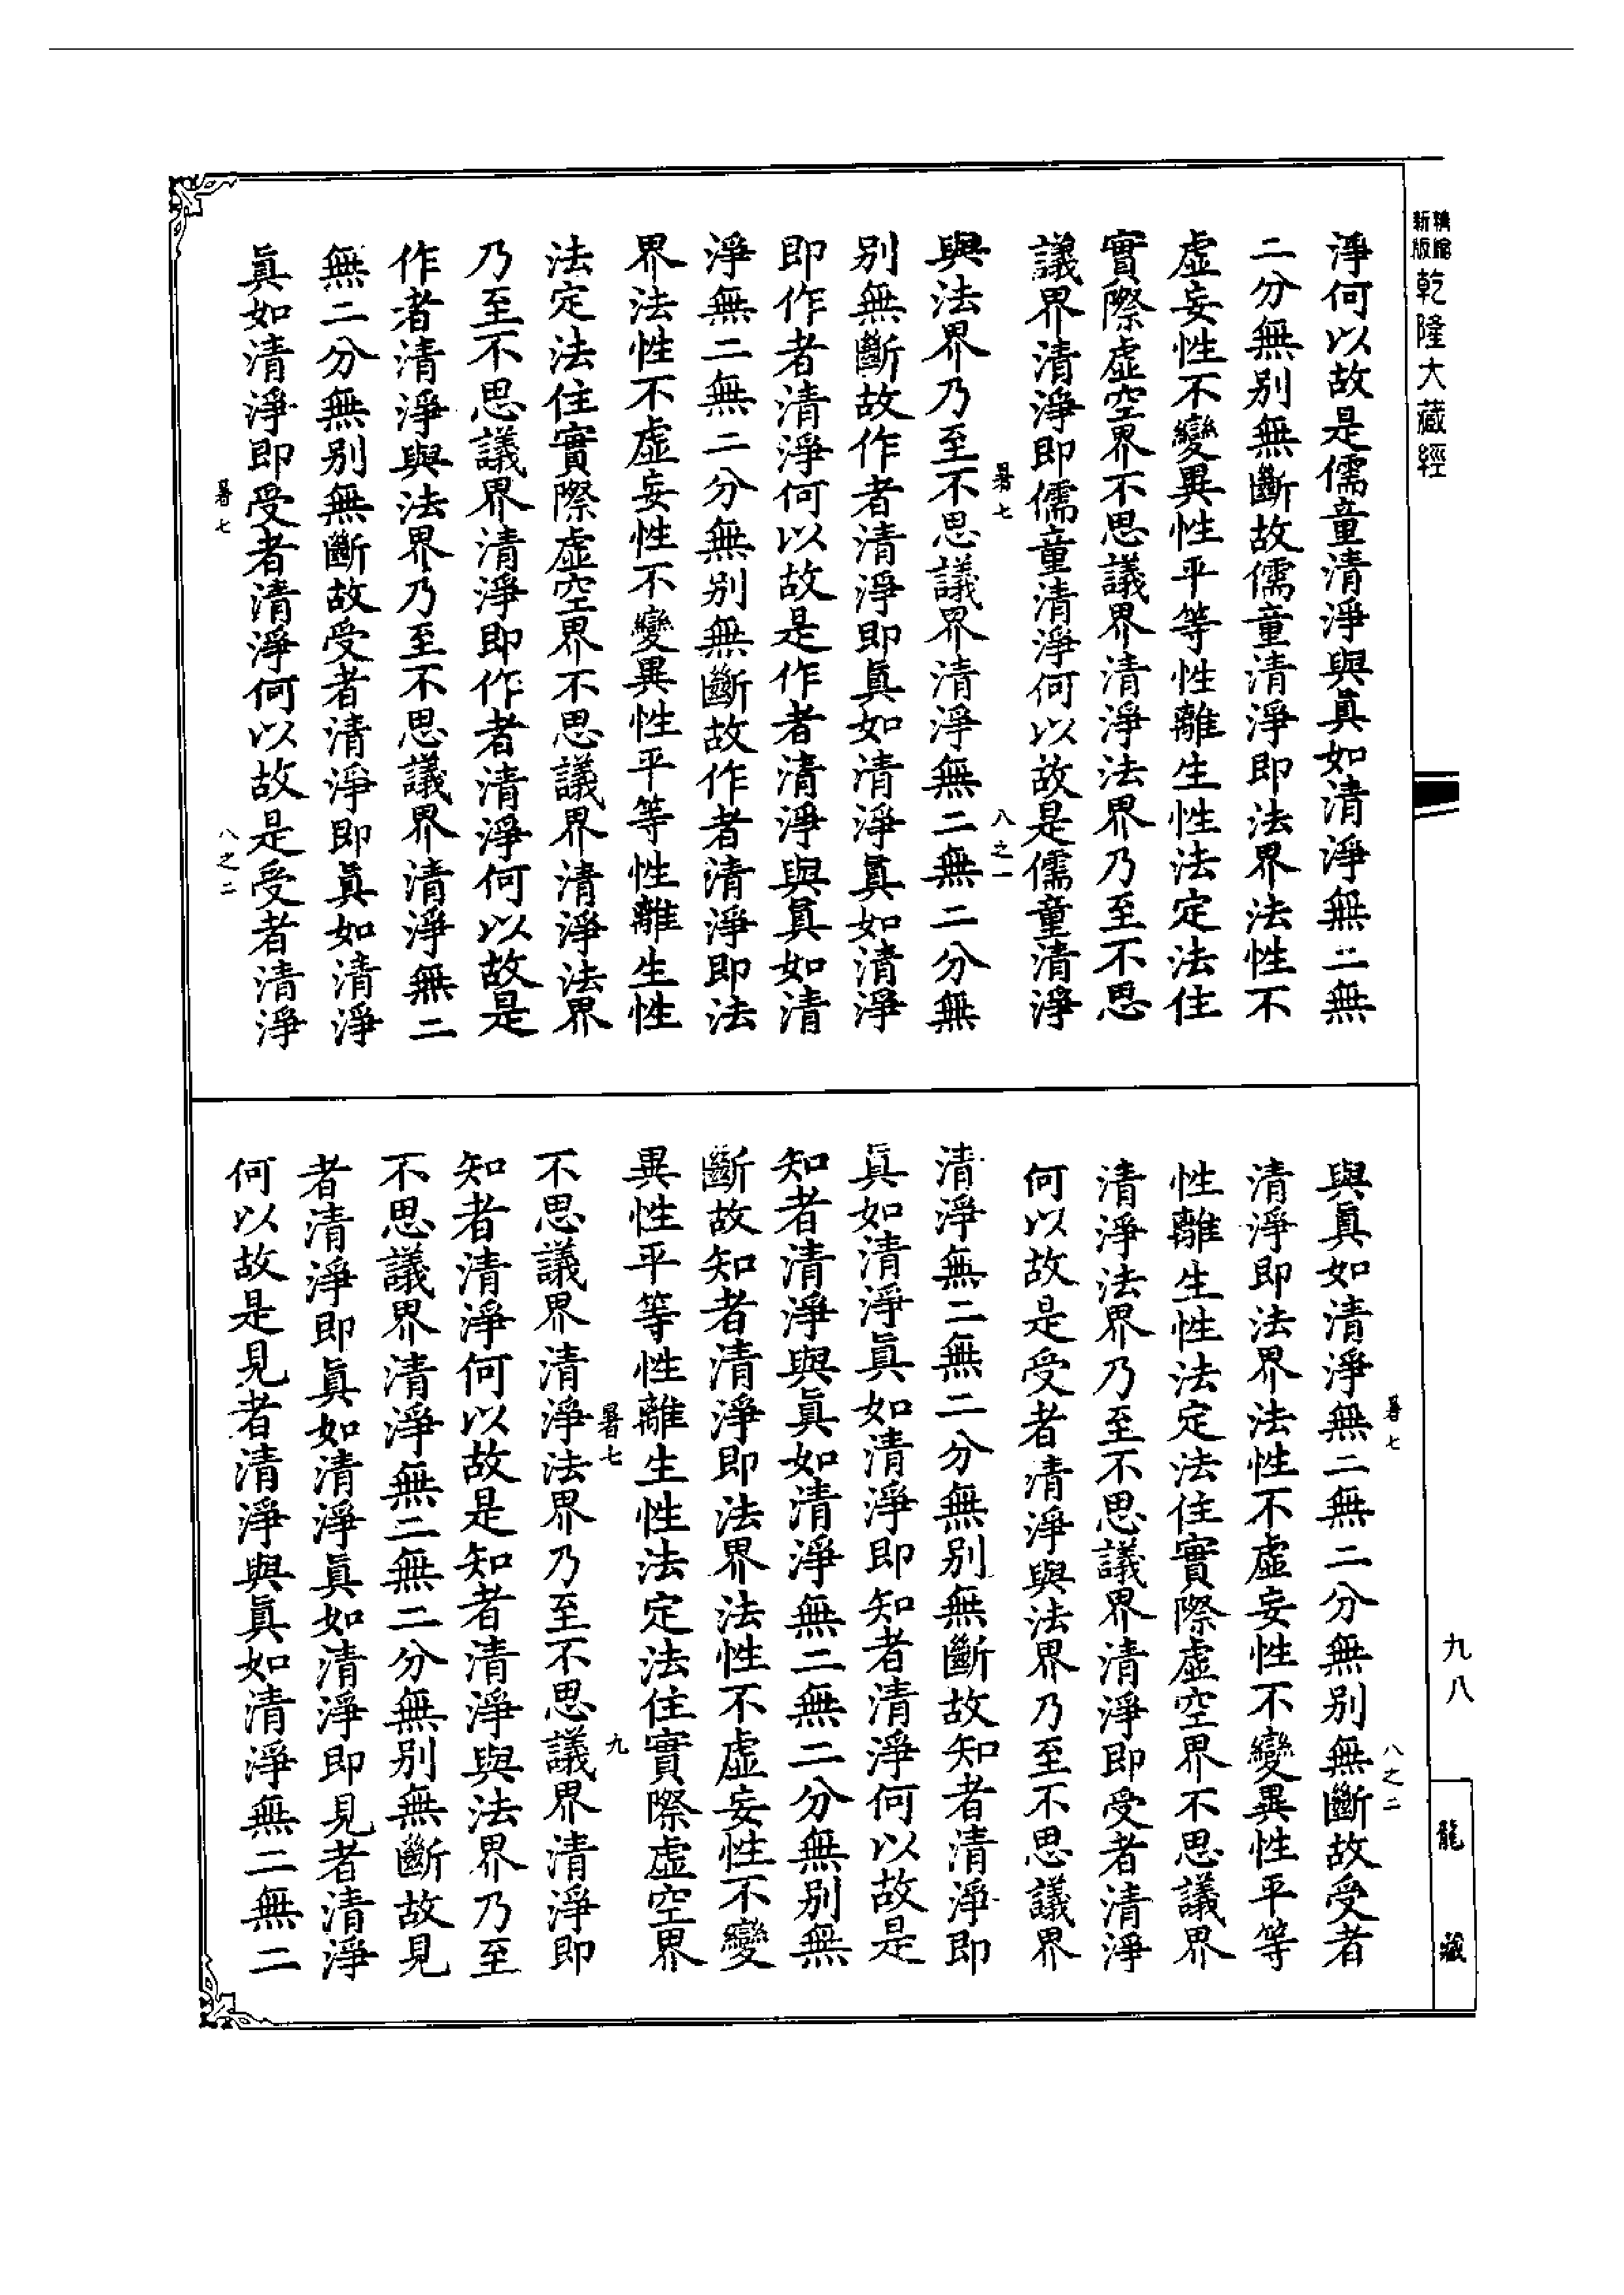 新版
精縮
乾隆大藏經
淨何以故是儒童清淨與真如清淨無二無
二分無別無斷故儒童清淨即法界法性不
虛妄性不變異性平等性離生性法定法住
實際虛空界不思議界清淨法界乃至不思
議界清淨即儒童清淨何以故是儒童清淨
暑七
八之一
與法界乃至不思議界清淨無二無二分無
別無斷故作者清淨即真如清淨真如清淨
即作者清淨何以故是作者清淨與真如清
淨無二無二分無別無斷故作者清淨即法
界法性不虛妄性不變異性平等性離生性
法定法住實際虛空界不思議界清淨法界
乃至不思議界清淨即作者清淨何以故是
作者清淨與法界乃至不思議界清淨無二
無二分無別無斷故受者清淨即真如清淨
真如清淨即受者清淨何以故是受者清淨
暑七
八之二
暑七
八之二
與真如清淨無二無二分無別無斷故受者
清淨即法界法性不虛妄性不變異性平等
性離生性法定法住實際虛空界不思議界
清淨法界乃至不思議界清淨即受者清淨
何以故是受者清淨與法界乃至不思議界
清淨無二無二分無別無斷故知者清淨即
真如清淨真如清淨即知者清淨何以故是
知者清淨與真如清淨無二無二分無別無
斷故知者清淨即法界法性不虛妄性不變
異性平等性離生性法定法住實際虛空界
暑七
九
不思議界清淨法界乃至不思議界清淨即
知者清淨何以故是知者清淨與法界乃至
不思議界清淨無二無二分無別無斷故見
者清淨即真如清淨真如清淨即見者清淨
何以故是見者清淨與真如清淨無二無二
九八
龍藏